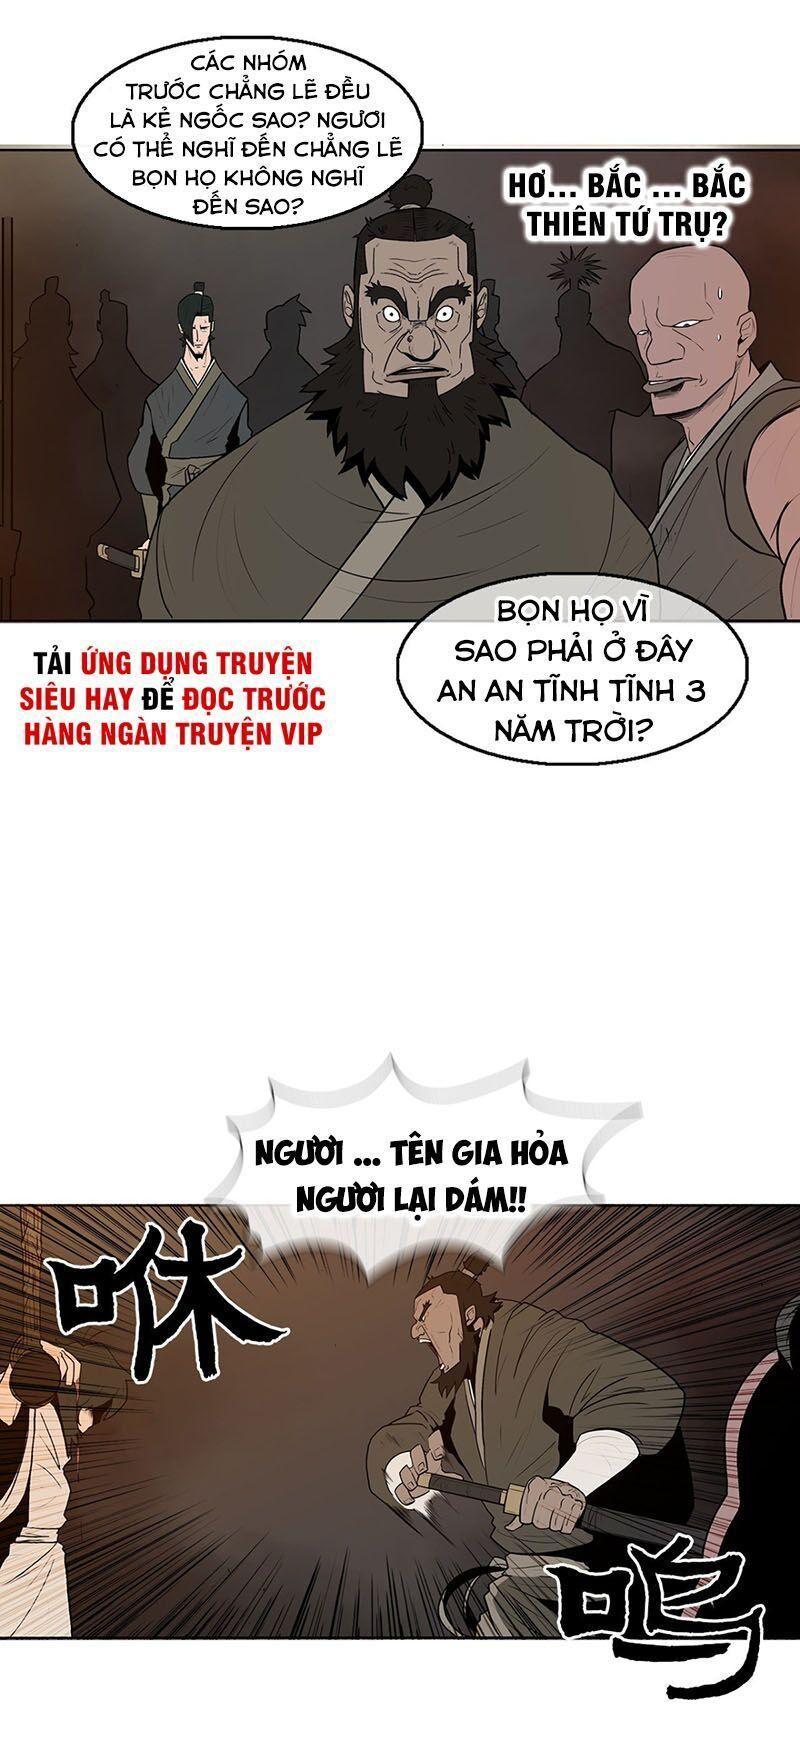 CÁC NHÓM
TRƯỚC CHẲNG LẼ ĐỀU
LÀ KẺ NGỐC SAO? NGƯƠI
CÓ THỂ NGHĨ ĐẾN CHẲNG LẼ
BỌN HỌ KHÔNG NGHĨ
ĐẾN SAO?
HƠ... BẮC ... BẮC
THIÊN TỨ TRỤ?
BỌN HỌ VÌ
SAO PHẢI Ở ĐÂY
AN AN TĨNH TĨNH 3
NĂM TRỜI?
TẢI ỨNG DỤNG TRUYỆN
SIÊU HAY ĐỂ ĐỌC TRƯỚC
HÀNG NGÀN TRUYỆN VIP
NGƯƠI ... TÊN GIA HỎA
NGƯƠI LẠI DÁM!!
咻
嗚